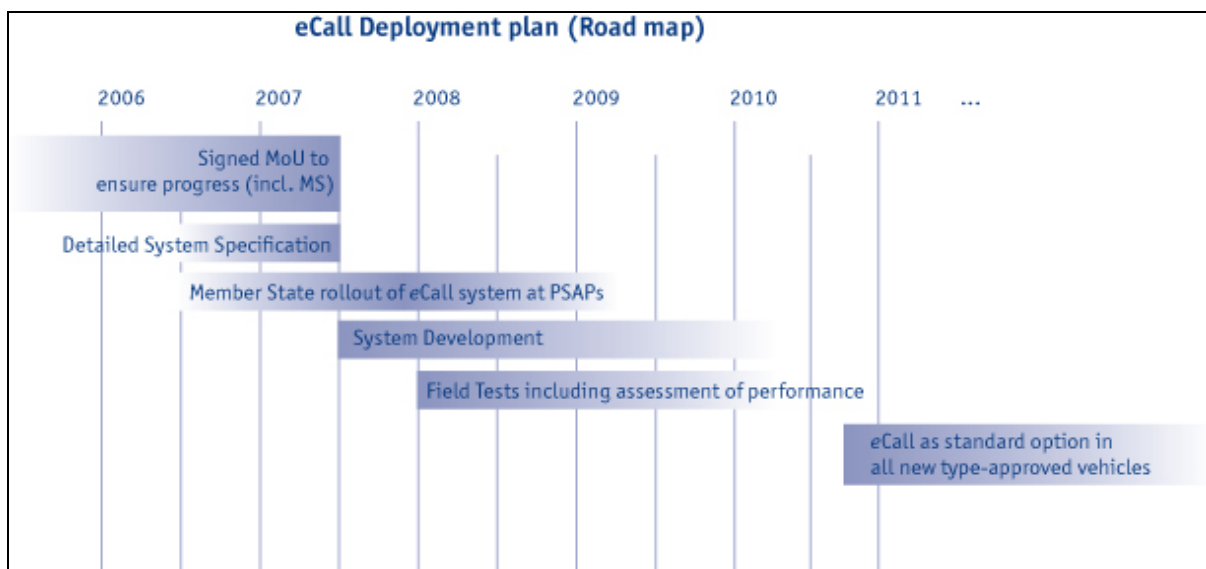 eCall Deployment plan (Road map)
2006 2007 2008 2009 2010 2011 ...
Signed MoU to
ensure progress (incl. MS)
Detailed System Specification
Member State rollout of eCall system at PSAPs
System Development
Field Tests including assessment of performance
eCall as standard option in
all new type-approved vehicles